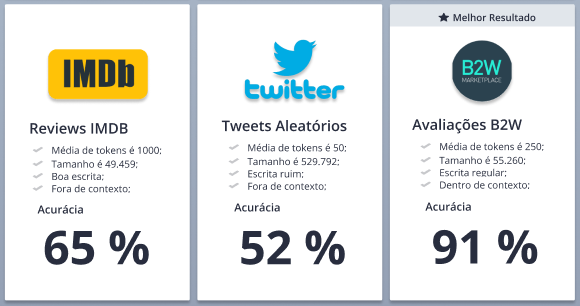 IMDb
Reviews IMDB
Média de tokens é 1000;
Tamanho é 49.459;
Boa escrita;
Fora de contexto;
Acurácia
65 %
twitter
Tweets Aleatórios
Média de tokens é 50;
Tamanho é 529.792;
Escrita ruim;
Fora de contexto;
Acurácia
52 %
Melhor Resultado
B2W
MARKETPLACE
Avaliações B2W
Média de tokens é 250;
Tamanho é 55.260;
Escrita regular;
Dentro de contexto;
Acurácia
91 %